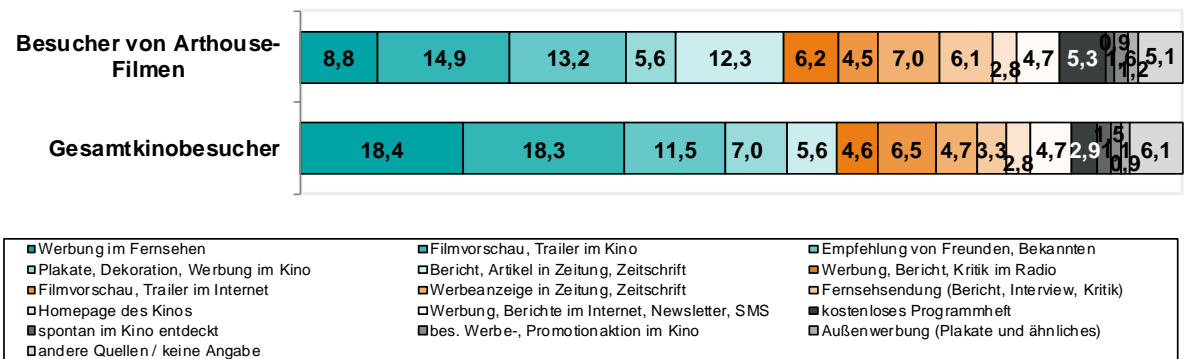 Besucher von Arthouse-
Filmen
8,8 14,9 13,2 5,6 12,3 6,2 4,5 7,0 6,1 2,8 4,7 5,3 0,9 1,6 1,2 5,1
Gesamtkinobesucher
18,4 18,3 11,5 7,0 5,6 4,6 6,5 4,7 3,3 2,8 4,7 2,9 1,5 1,1 0,9 6,1
Werbung im Fernsehen Filmvorschau, Trailer im Kino Empfehlung von Freunden, Bekannten
Plakate, Dekoration, Werbung im Kino Bericht, Artikel in Zeitung, Zeitschrift Werbung, Bericht, Kritik im Radio
Filmvorschau, Trailer im Internet Werbeanzeige in Zeitung, Zeitschrift Fernsehsendung (Bericht, Interview, Kritik)
Homepage des Kinos Werbung, Berichte im Internet, Newsletter, SMS kostenloses Programmheft
spontan im Kino entdeckt bes. Werbe-, Promotionaktion im Kino Außenwerbung (Plakate und ähnliches)
andere Quellen / keine Angabe